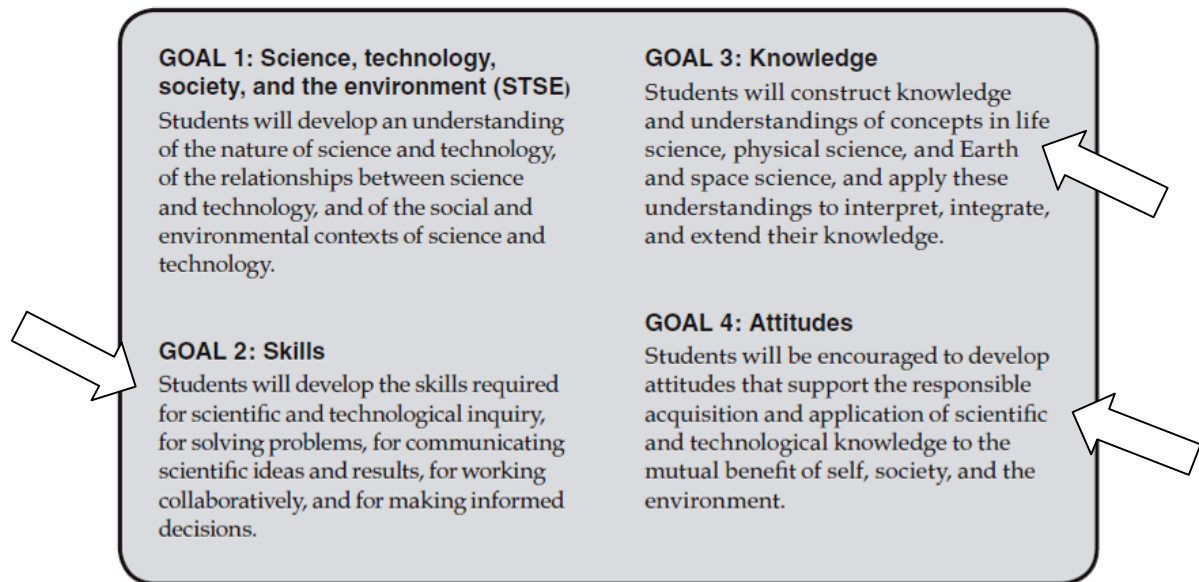 GOAL 1: Science, technology,
society, and the environment (STSE)
Students will develop an understanding
of the nature of science and technology,
of the relationships between science
and technology, and of the social and
environmental contexts of science and
technology.
GOAL 2: Skills
Students will develop the skills required
for scientific and technological inquiry,
for solving problems, for communicating
scientific ideas and results, for working
collaboratively, and for making informed
decisions.
GOAL 3: Knowledge
Students will construct knowledge
and understandings of concepts in life
science, physical science, and Earth
and space science, and apply these
understandings to interpret, integrate,
and extend their knowledge.
GOAL 4: Attitudes
Students will be encouraged to develop
attitudes that support the responsible
acquisition and application of scientific
and technological knowledge to the
mutual benefit of self, society, and the
environment.